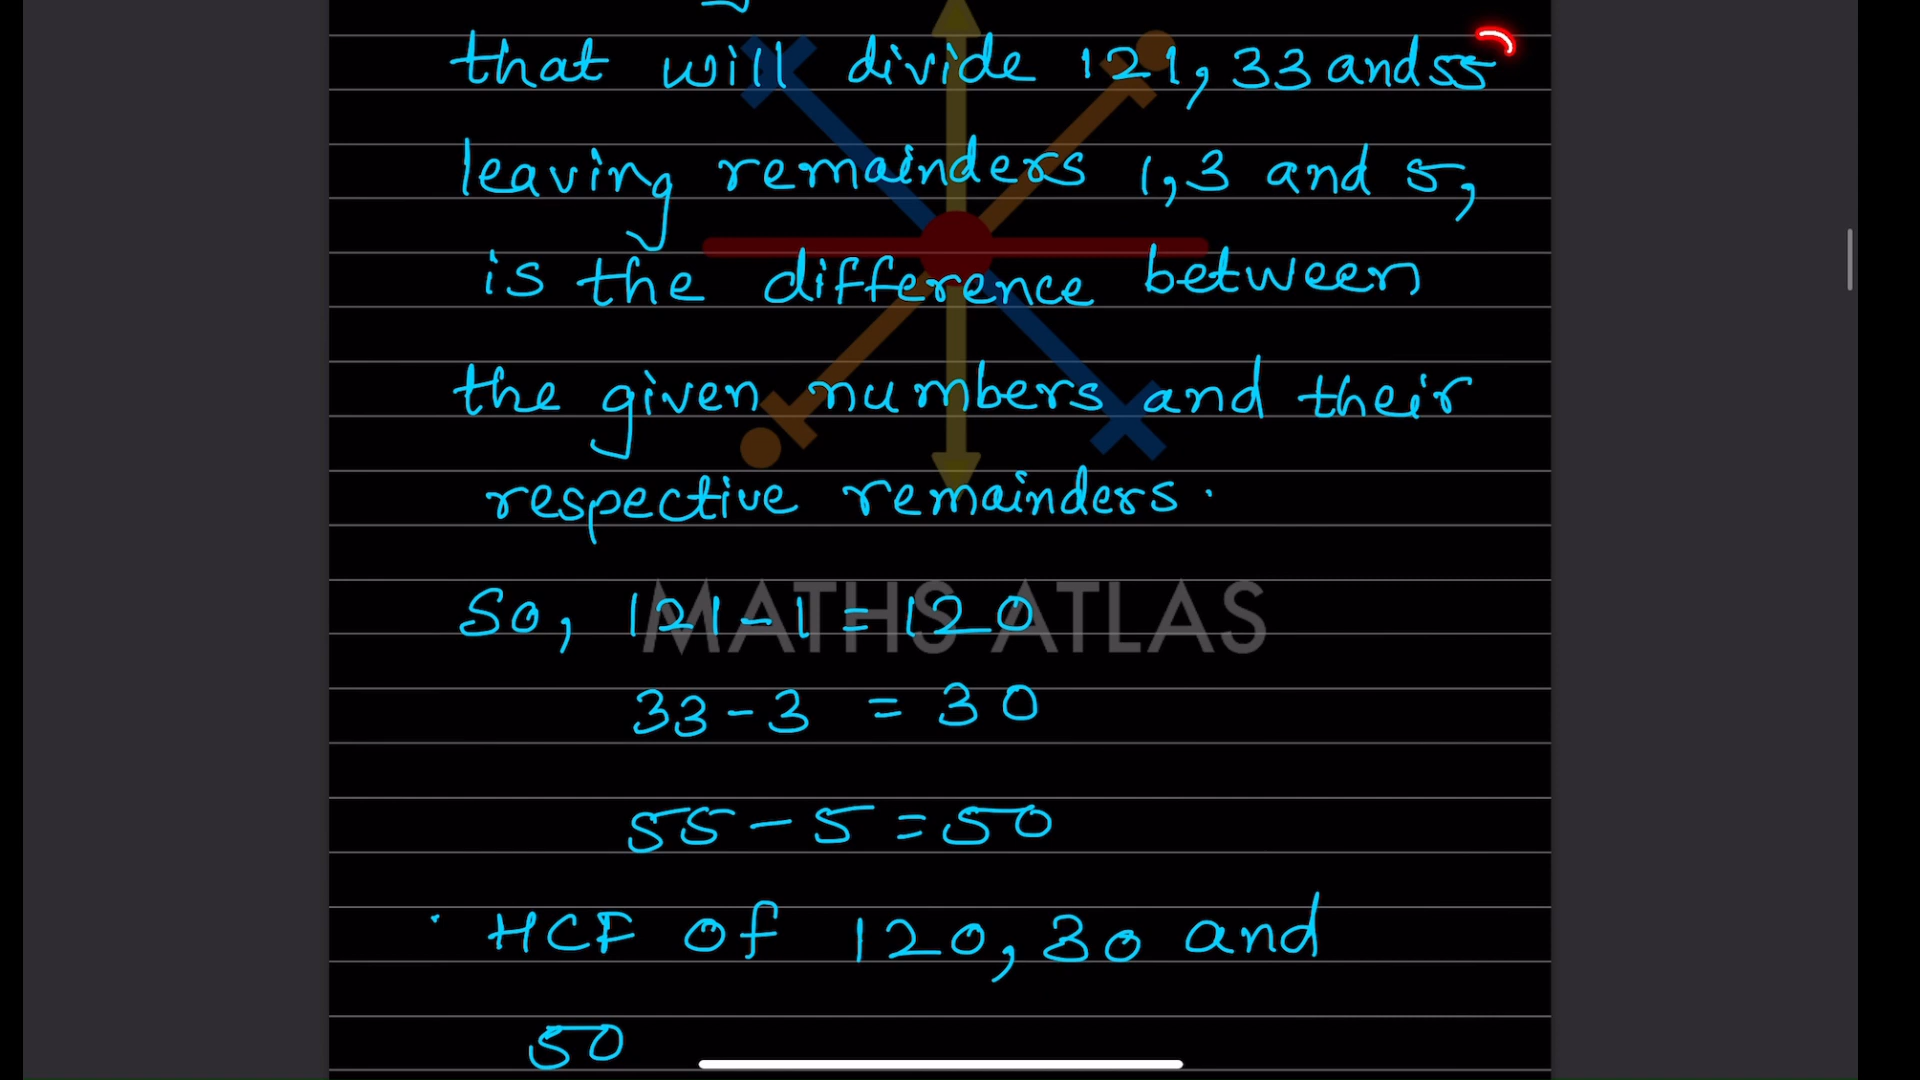 that will divide 121, 33 and 55
leaving remainders 1, 3 and 5,
is the difference between
the given numbers and their
respective remainders.
MATHS ATLAS
So, 121 - 1 = 120
33 - 3 = 30
55 - 5 = 50
HCF of 120, 30 and
50